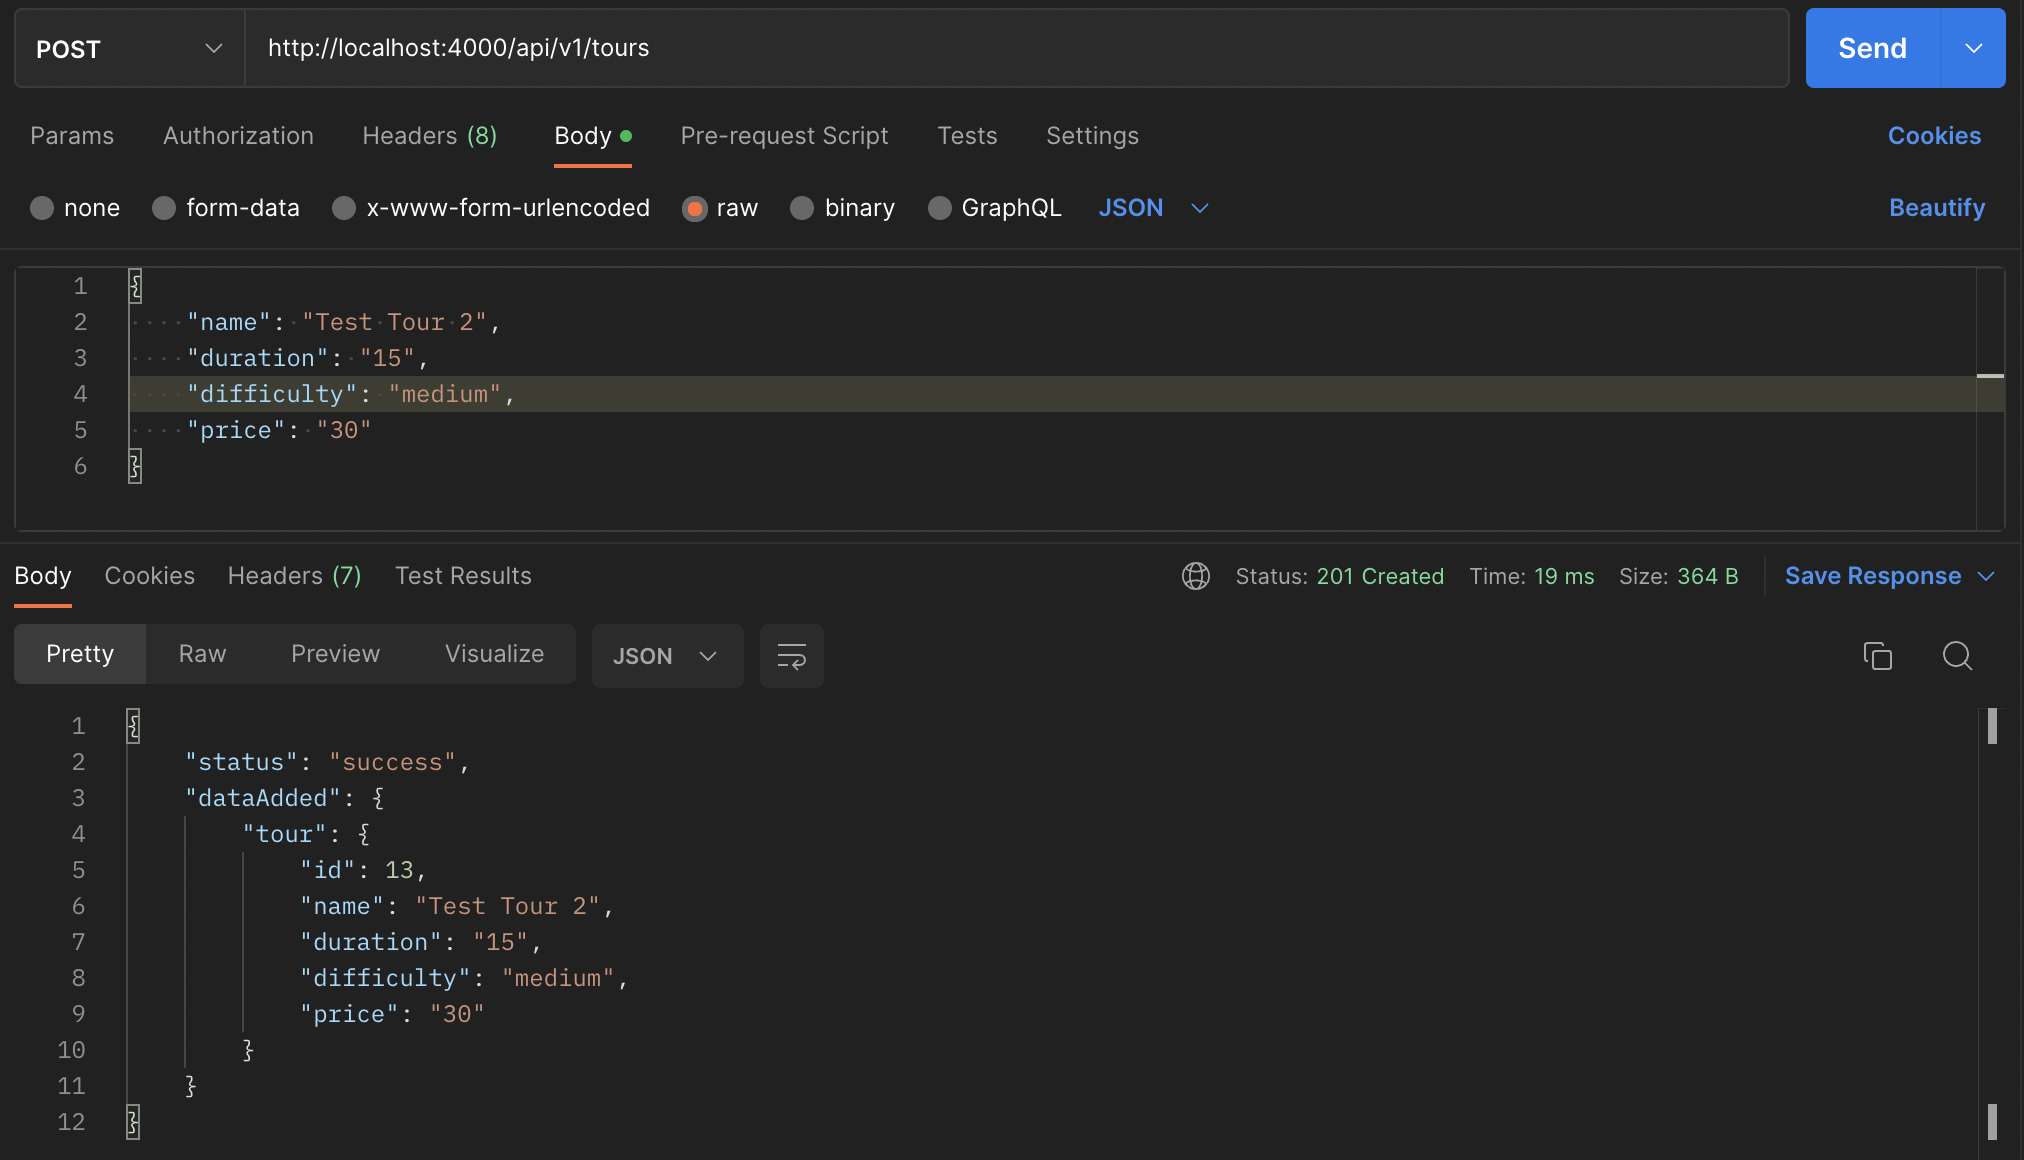 POST http://localhost:4000/api/v1/tours Send
Params Authorization Headers (8) Body Pre-request Script Tests Settings Cookies
none form-data x-www-form-urlencoded raw binary GraphQL JSON Beautify
1 {
2 "name": "Test Tour 2",
3 "duration": "15",
4 "difficulty": "medium",
5 "price": "30"
6 }
Body Cookies Headers (7) Test Results Status: 201 Created Time: 19 ms Size: 364 B Save Response
Pretty Raw Preview Visualize JSON
1 {
2 "status": "success",
3 "dataAdded": {
4 "tour": {
5 "id": 13,
6 "name": "Test Tour 2",
7 "duration": "15",
8 "difficulty": "medium",
9 "price": "30"
10 }
11 }
12 }